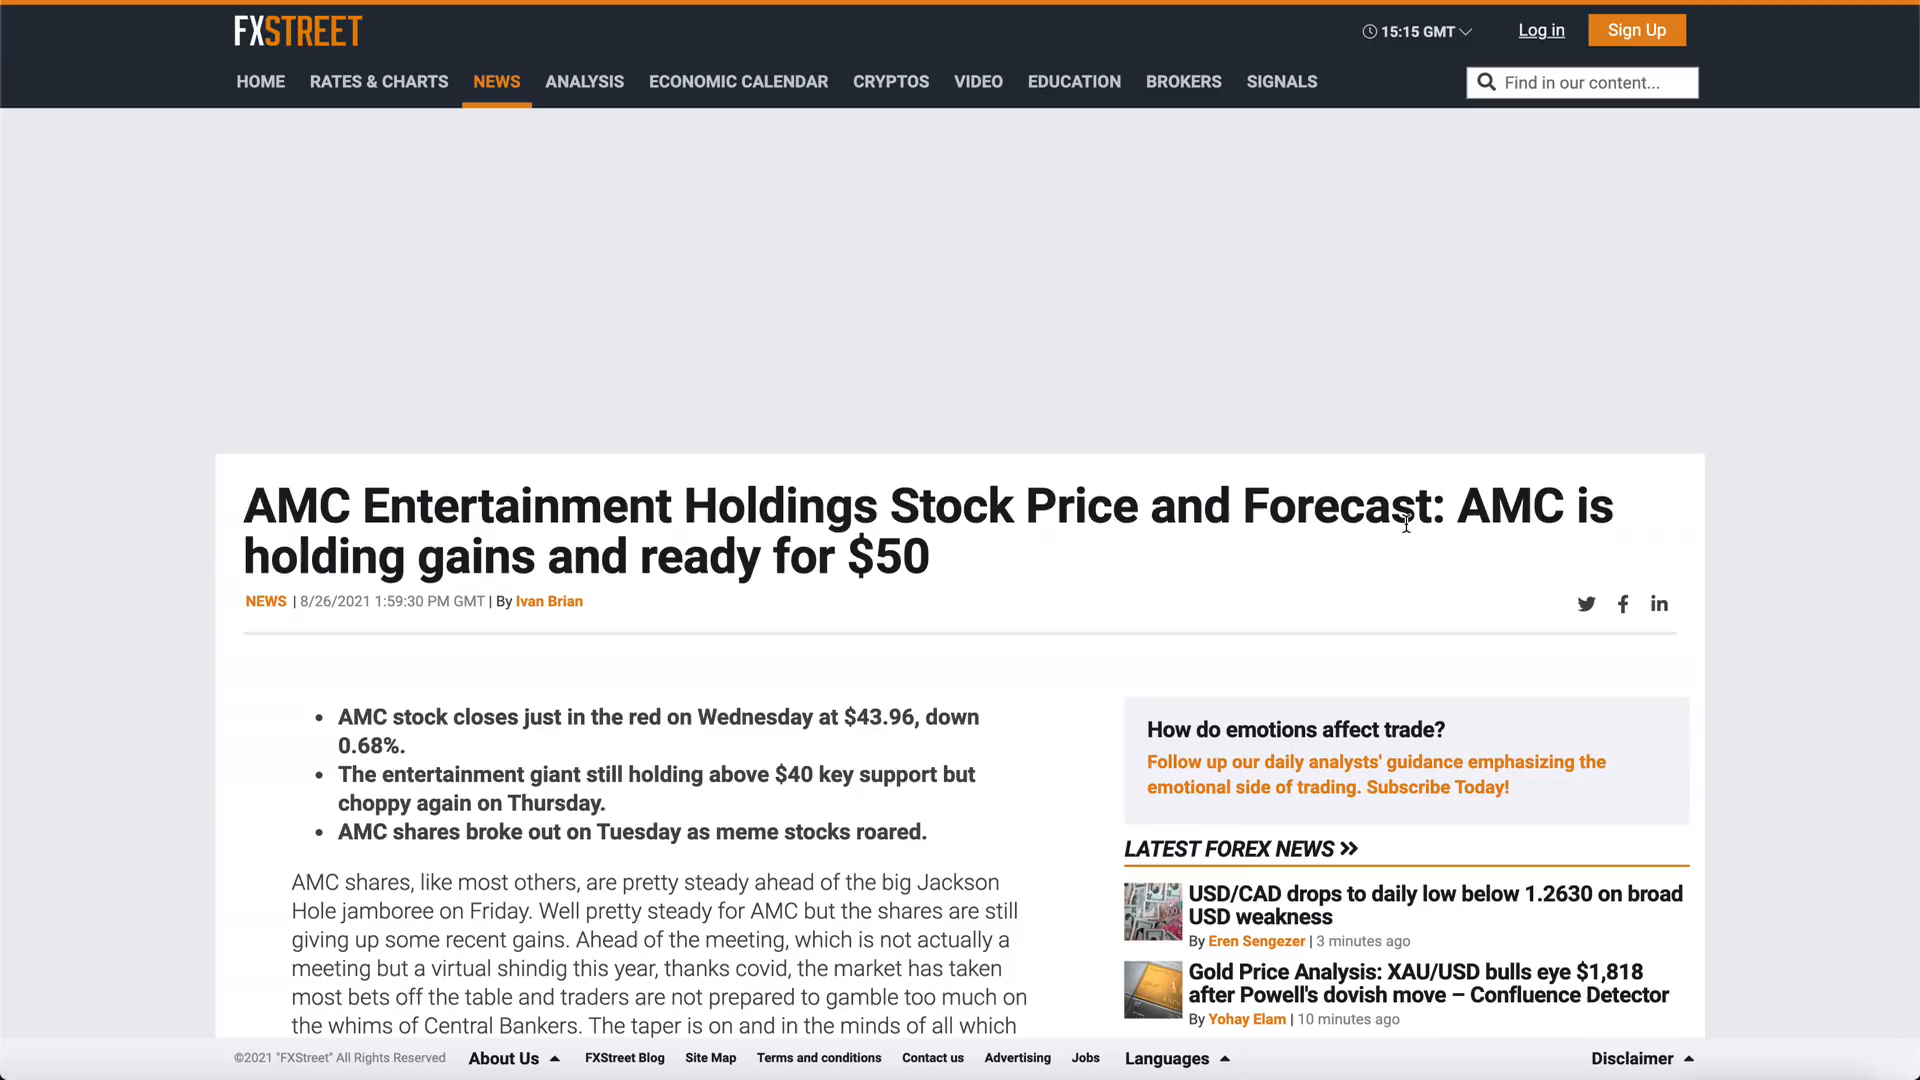 FXSTREET
15:15 GMT
Log in
Sign Up
HOME RATES & CHARTS NEWS ANALYSIS ECONOMIC CALENDAR CRYPTOS VIDEO EDUCATION BROKERS SIGNALS
Find in our content...
AMC Entertainment Holdings Stock Price and Forecast: AMC is
holding gains and ready for $50
NEWS | 8/26/2021 1:59:30 PM GMT | By Ivan Brian
• AMC stock closes just in the red on Wednesday at $43.96, down
0.68%.
• The entertainment giant still holding above $40 key support but
choppy again on Thursday.
• AMC shares broke out on Tuesday as meme stocks roared.
AMC shares, like most others, are pretty steady ahead of the big Jackson
Hole jamboree on Friday. Well pretty steady for AMC but the shares are still
giving up some recent gains. Ahead of the meeting, which is not actually a
meeting but a virtual shindig this year, thanks covid, the market has taken
most bets off the table and traders are not prepared to gamble too much on
the whims of Central Bankers. The taper is on and in the minds of all which
How do emotions affect trade?
Follow up our daily analysts' guidance emphasizing the
emotional side of trading. Subscribe Today!
LATEST FOREX NEWS
USD/CAD drops to daily low below 1.2630 on broad
USD weakness
By Eren Sengezer | 3 minutes ago
Gold Price Analysis: XAU/USD bulls eye $1,818
after Powell's dovish move – Confluence Detector
By Yohay Elam | 10 minutes ago
©2021 "FXStreet" All Rights Reserved About Us FXStreet Blog Site Map Terms and conditions Contact us Advertising Jobs Languages Disclaimer